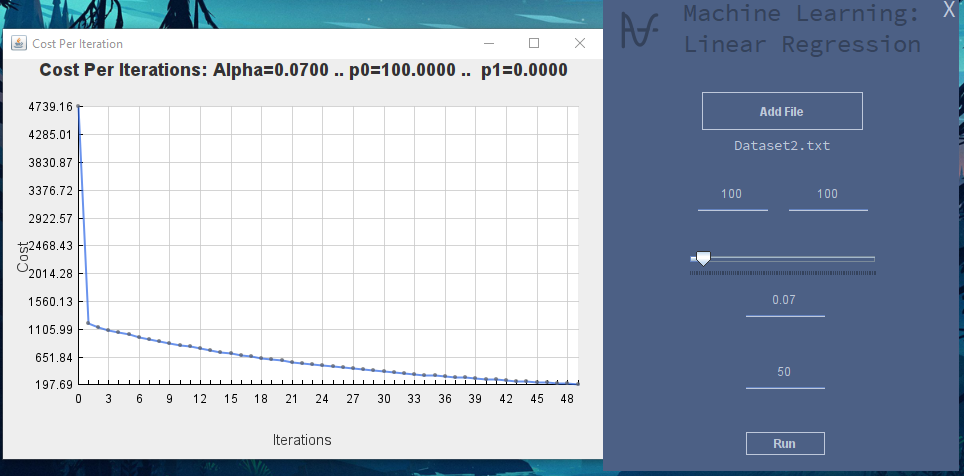 Cost Per Iteration
Cost Per Iterations: Alpha=0.0700 .. p0=100.0000 .. p1=0.0000
4739.16
4285.01
3830.87
3376.72
2922.57
2468.43
2014.28
1560.13
1105.99
651.84
197.69
Cost
0 3 6 9 12 15 18 21 24 27 30 33 36 39 42 45 48
Iterations
X
Machine Learning:
Linear Regression
Add File
Dataset2.txt
100 100
0.07
50
Run